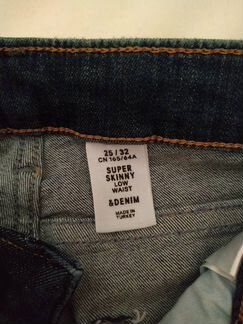 25 / 32
CN 165/64A
SUPER
SKINNY
LOW
WAIST
&DENIM
MADE IN
TURKEY